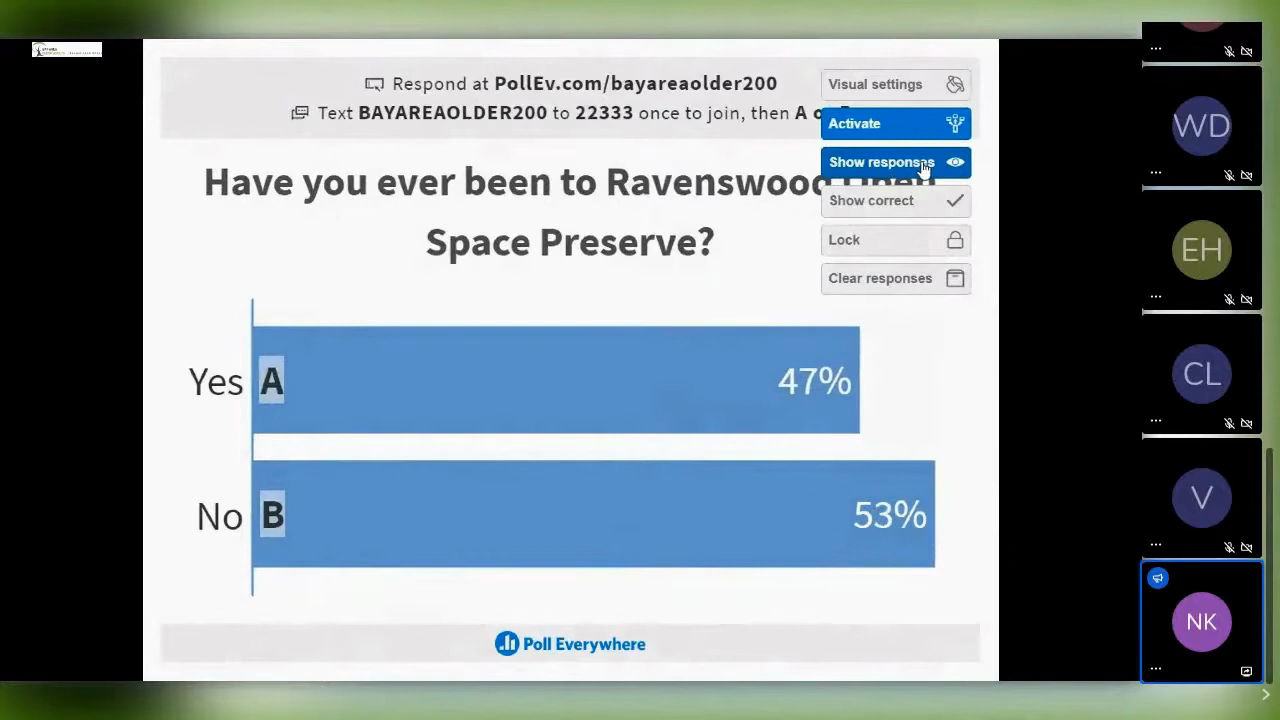 Respond at PollEv.com/bayareaolder200
Text BAYAREAOLDER200 to 22333 once to join, then A o
Visual settings
Activate
Show responses
Show correct
Lock
Clear responses
Have you ever been to Ravenswood Open
Space Preserve?
Yes A 47%
No B 53%
Poll Everywhere
WD
EH
CL
V
NK